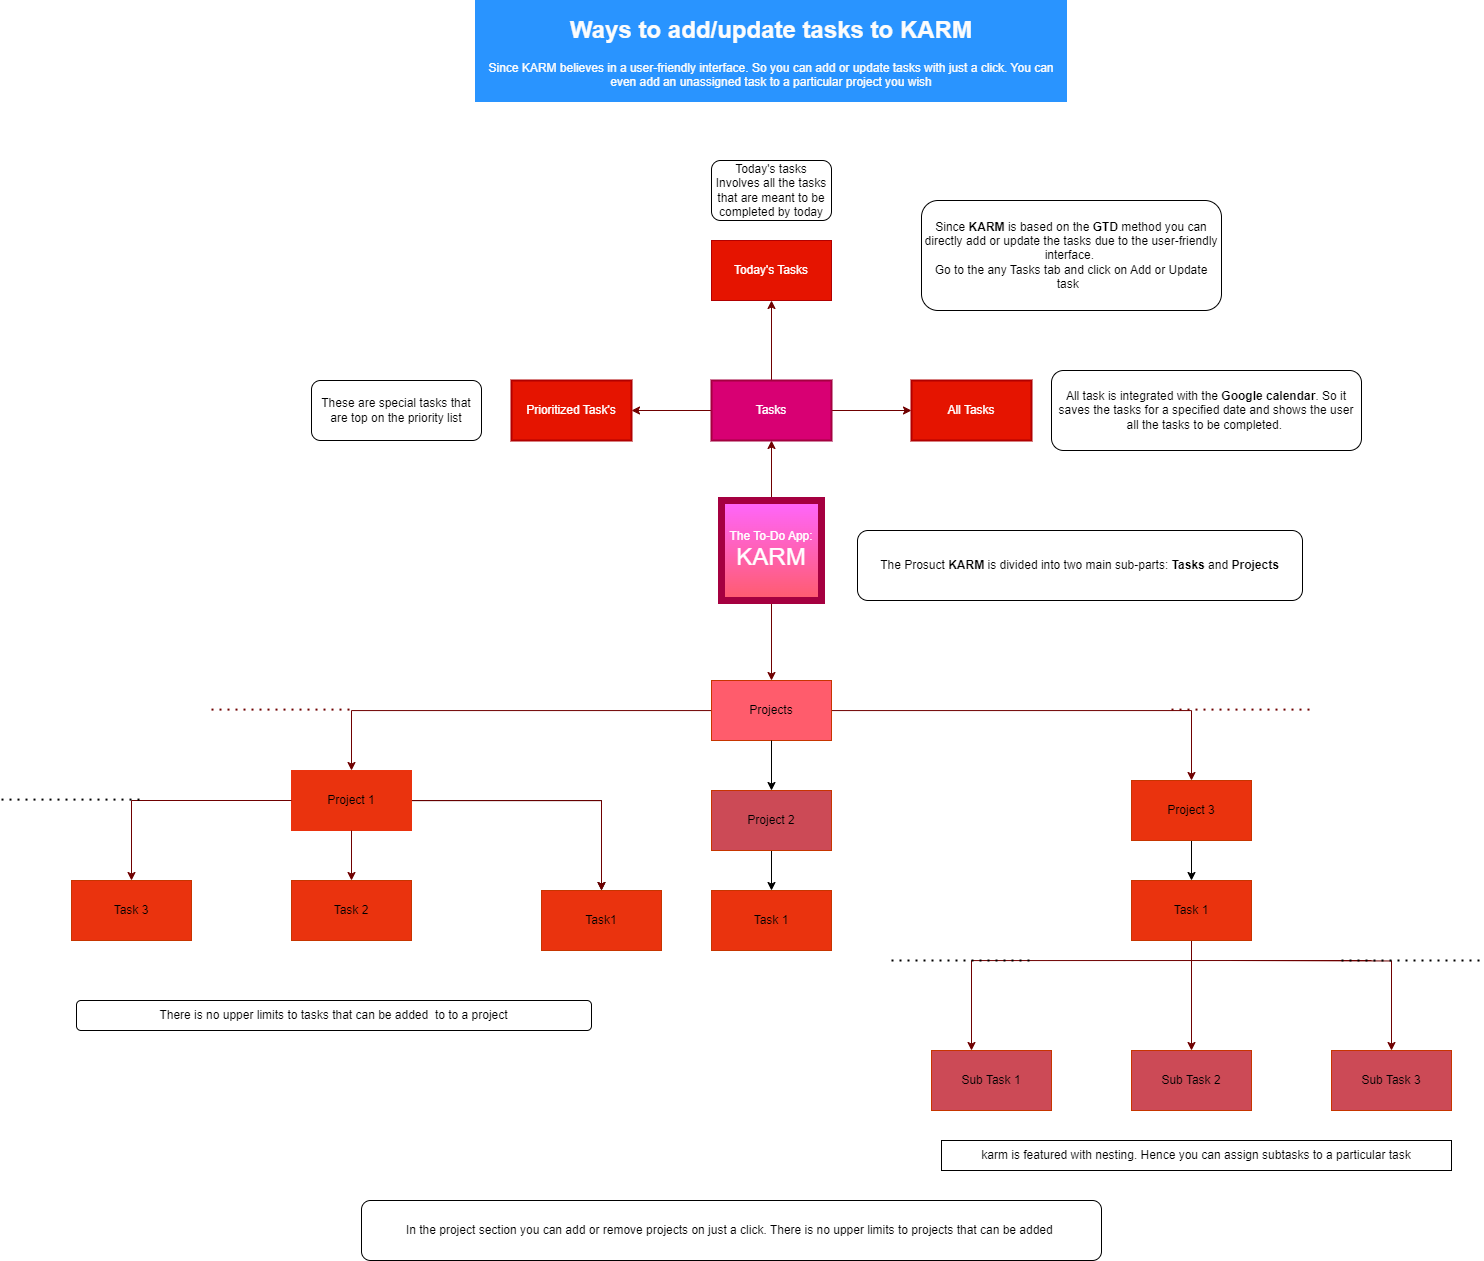 Ways to add/update tasks to KARM
Since KARM believes in a user-friendly interface. So you can add or update tasks with just a click. You can
even add an unassigned task to a particular project you wish
Today's tasks
Involves all the tasks
that are meant to be
completed by today
Today's Tasks
Since KARM is based on the GTD method you can
directly add or update the tasks due to the user-friendly
interface.
Go to the any Tasks tab and click on Add or Update
task
These are special tasks that
are top on the priority list
Prioritized Task's
Tasks
All Tasks
All task is integrated with the Google calendar. So it
saves the tasks for a specified date and shows the user
all the tasks to be completed.
The To-Do App:
KARM
The Prosuct KARM is divided into two main sub-parts: Tasks and Projects
Projects
Project 1
Project 2
Project 3
Task 3
Task 2
Task1
Task 1
Task 1
There is no upper limits to tasks that can be added  to to a project
Sub Task 1
Sub Task 2
Sub Task 3
karm is featured with nesting. Hence you can assign subtasks to a particular task
In the project section you can add or remove projects on just a click. There is no upper limits to projects that can be added